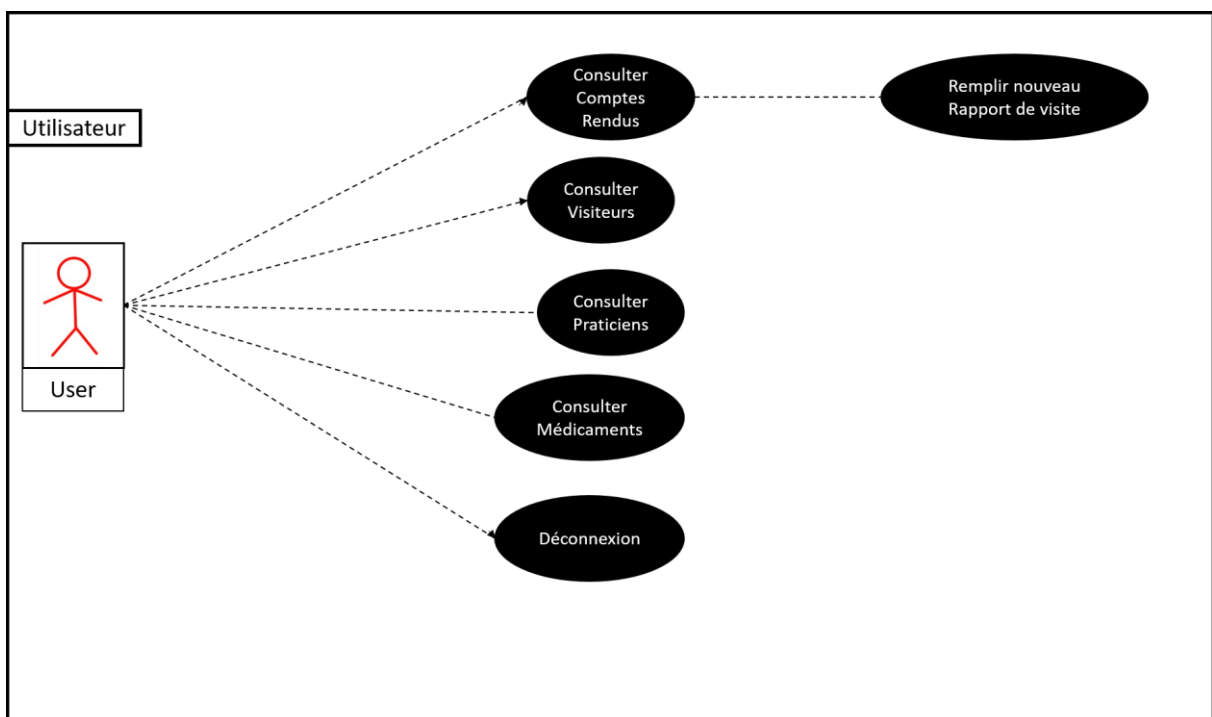 Utilisateur
User
Consulter
Comptes
Rendus
Remplir nouveau
Rapport de visite
Consulter
Visiteurs
Consulter
Praticiens
Consulter
Médicaments
Déconnexion